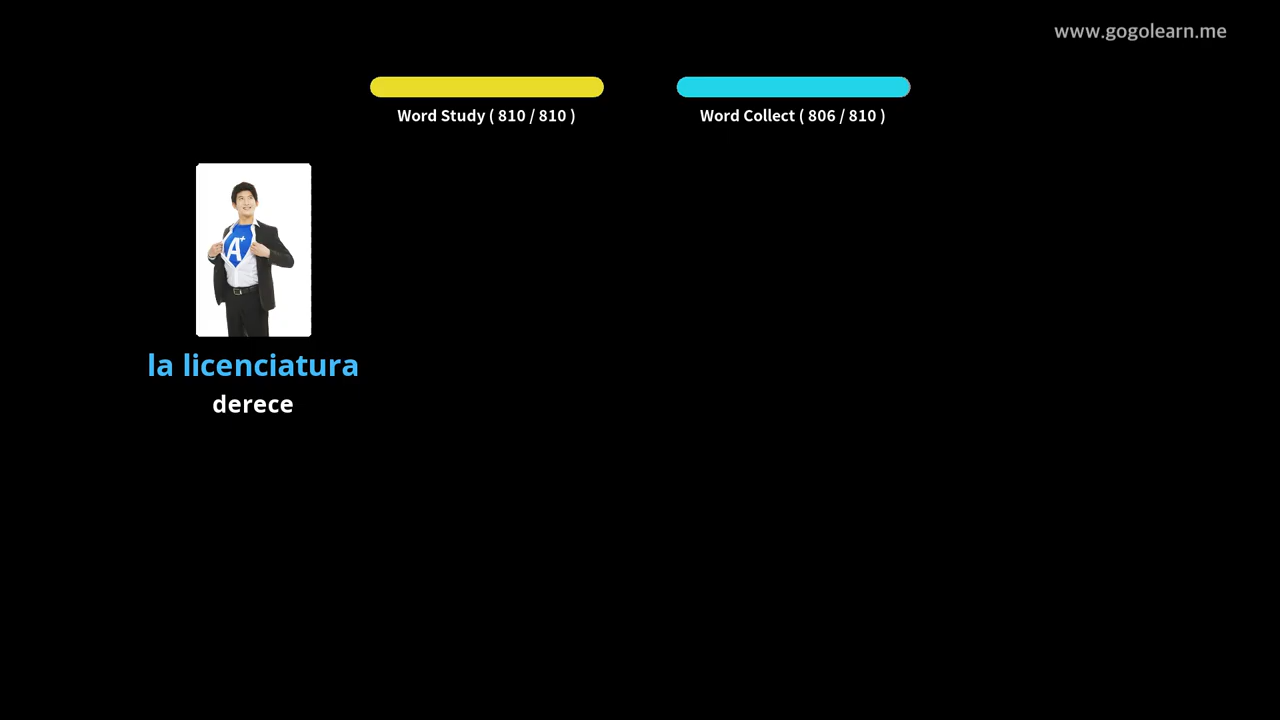 www.gogolearn.me
Word Study ( 810 / 810 )
Word Collect ( 806 / 810 )
A+
la licenciatura
derece